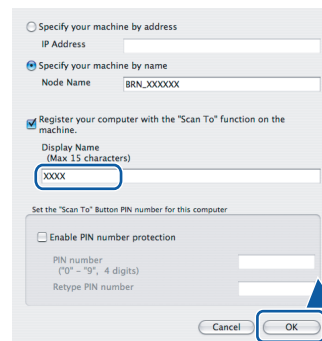 Specify your machine by address
IP Address
Specify your machine by name
Node Name
BRN_XXXXXX
Register your computer with the "Scan To" function on the
machine.
Display Name
(Max 15 characters)
XXXX
Set the "Scan To" Button PIN number for this computer
Enable PIN number protection
PIN number
("0" – "9", 4 digits)
Retype PIN number
Cancel
OK